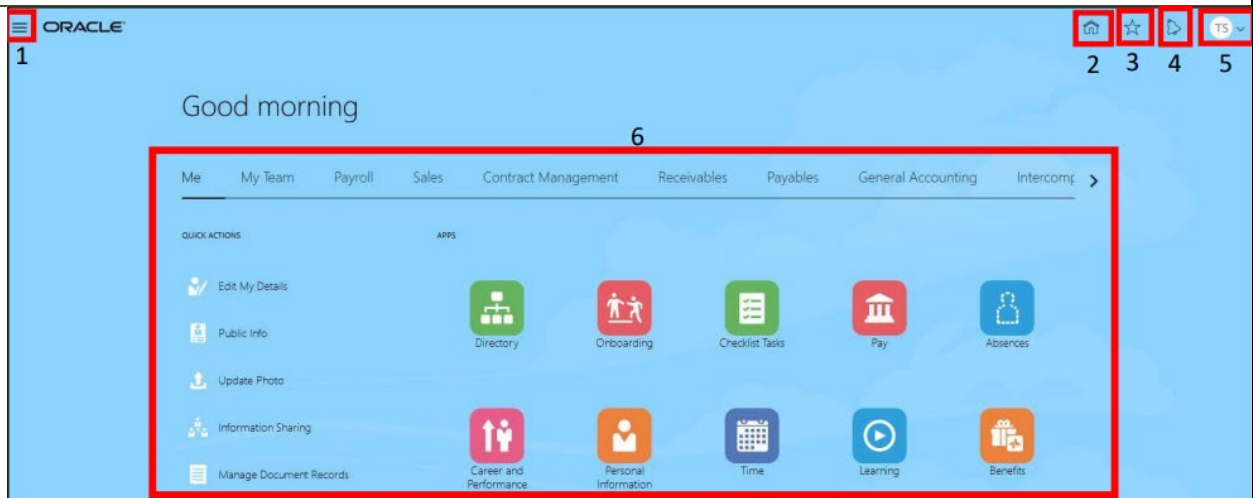 ORACLE TS
1 2 3 4 5
Good morning
6
Me My Team Payroll Sales Contract Management Receivables Payables General Accounting Intercomp
QUICK ACTIONS APPS
Edit My Details
Public Info
Update Photo
Information Sharing
Manage Document Records
Directory Onboarding Checklist Tasks Pay Absences
Career and Personal Time Learning Benefits
Performance Information